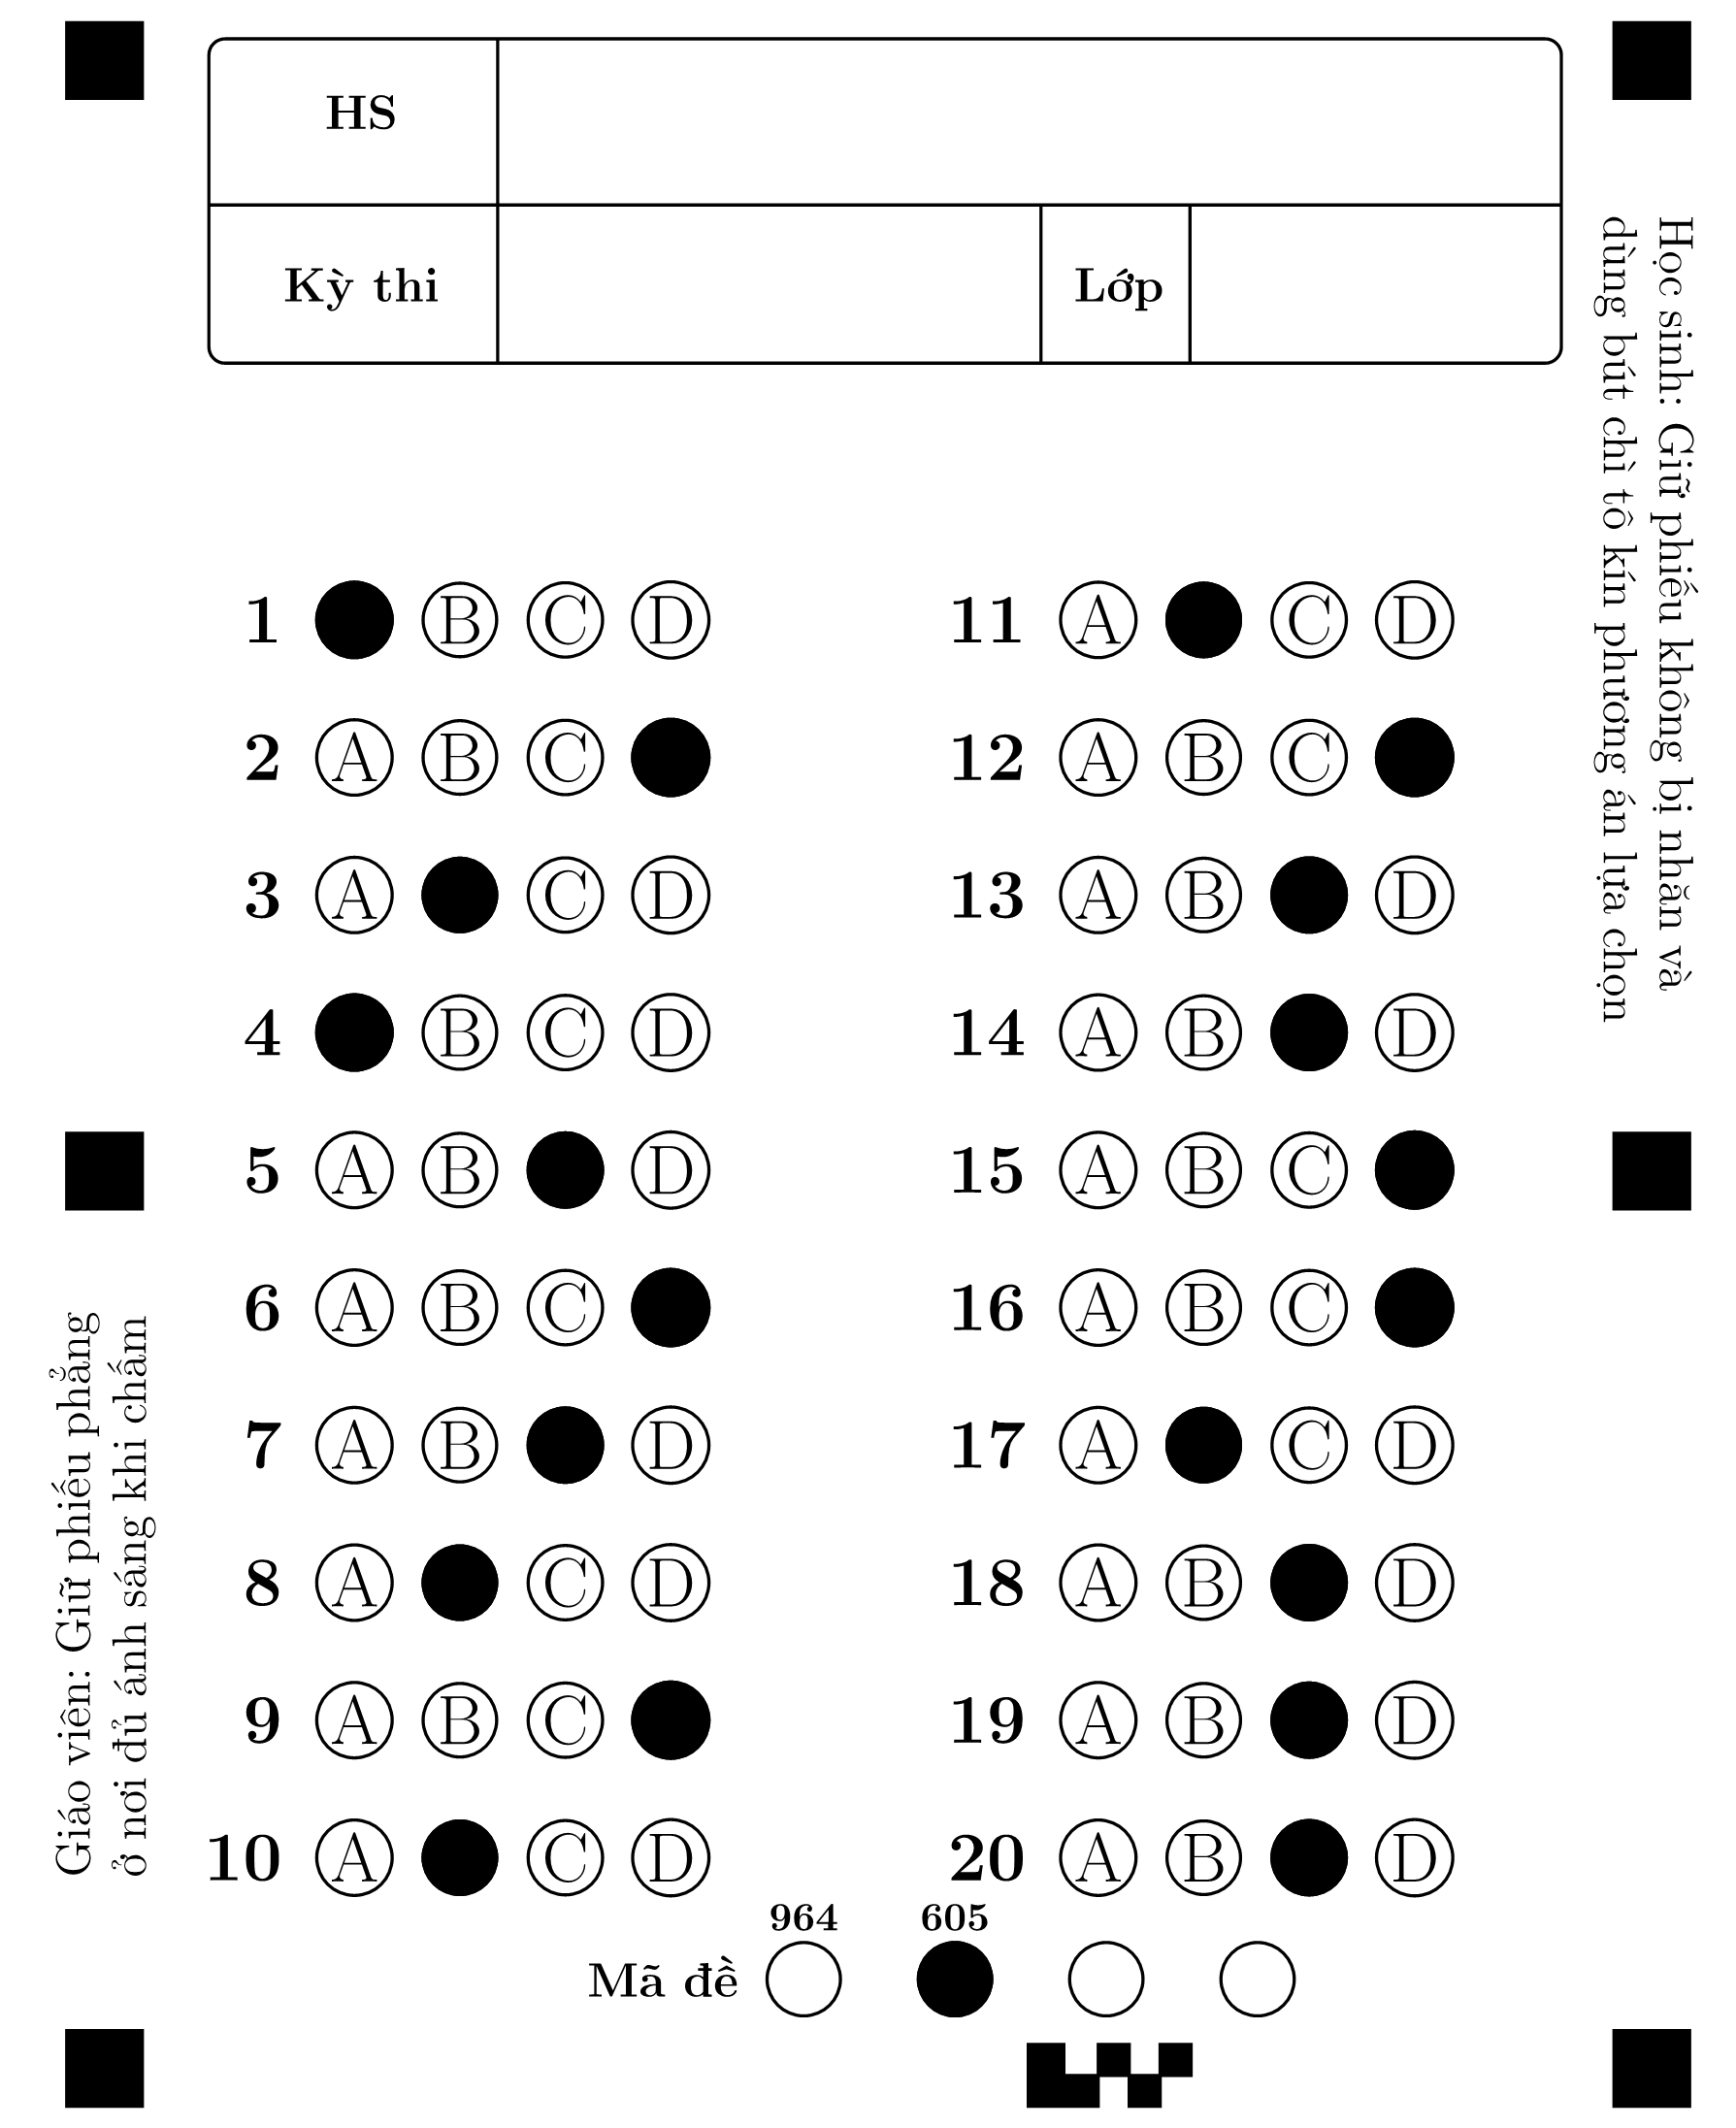 HS
Kỳ thi Lớp
Học sinh: Giữ phiếu không bị nhăn và
dùng bút chì tô kín phương án lựa chọn
1 B C D
2 A B C
3 A C D
4 B C D
5 A B D
6 A B C
7 A B D
8 A C D
9 A B C
10 A C D
11 A C D
12 A B C
13 A B D
14 A B D
15 A B C
16 A B C
17 A C D
18 A B D
19 A B D
20 A B D
Giáo viên: Giữ phiếu phẳng
ở nơi đủ ánh sáng khi chấm
964 605
Mã đề